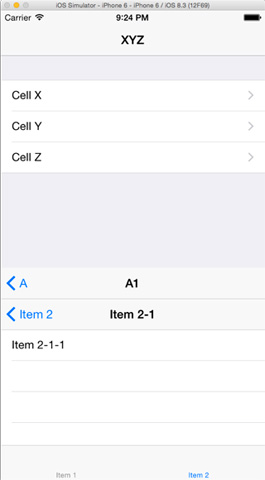 iOS Simulator - iPhone 6 - iPhone 6 / iOS 8.3 (12F69)
Carrier 9:24 PM
XYZ
Cell X
Cell Y
Cell Z
A A1
Item 2 Item 2-1
Item 2-1-1
Item 1 Item 2